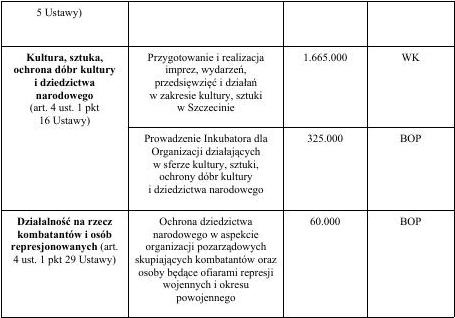 5 Ustawy)
Kultura, sztuka,
ochrona dóbr kultury
i dziedzictwa
narodowego
(art. 4 ust. 1 pkt
16 Ustawy)
Przygotowanie i realizacja
imprez, wydarzeń,
przedsięwzięć i działań
w zakresie kultury, sztuki
w Szczecinie
1.665.000
WK
Prowadzenie Inkubatora dla
Organizacji działających
w sferze kultury, sztuki,
ochrony dóbr kultury
i dziedzictwa narodowego
325.000
BOP
Działalność na rzecz
kombatantów i osób
represjonowanych (art.
4 ust. 1 pkt 29 Ustawy)
Ochrona dziedzictwa
narodowego w aspekcie
organizacji pozarządowych
skupiających kombatantów oraz
osoby będące ofiarami represji
wojennych i okresu
powojennego
60.000
BOP